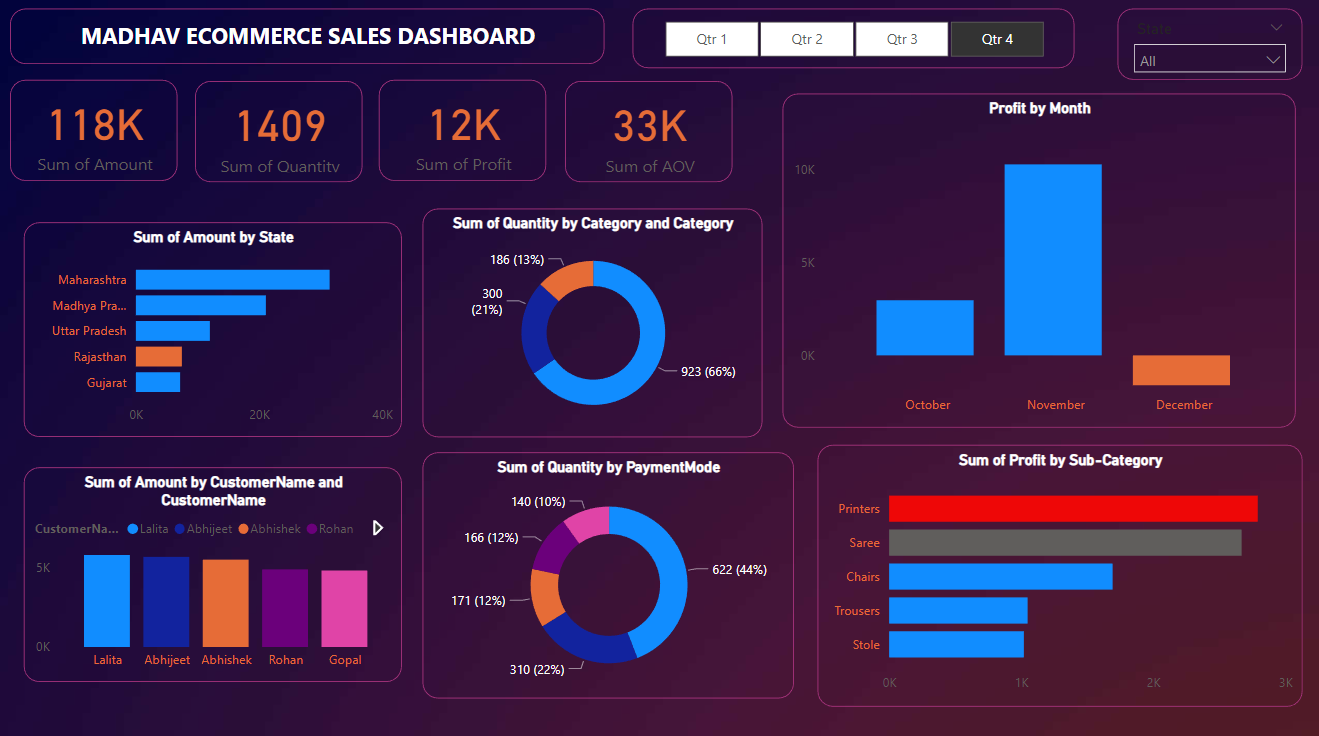 MADHAV ECOMMERCE SALES DASHBOARD
Qtr 1
Qtr 2
Qtr 3
Qtr 4
State
All
118K
Sum of Amount
1409
Sum of Quantity
12K
Sum of Profit
33K
Sum of AOV
Profit by Month
10K
5K
0K
October
November
December
Sum of Amount by State
Maharashtra
Madhya Pra...
Uttar Pradesh
Rajasthan
Gujarat
0K
20K
40K
Sum of Quantity by Category and Category
186 (13%)
300
(21%)
923 (66%)
Sum of Amount by CustomerName and
CustomerName
CustomerNa...
Lalita
Abhijeet
Abhishek
Rohan
5K
0K
Lalita
Abhijeet
Abhishek
Rohan
Gopal
Sum of Quantity by PaymentMode
140 (10%)
166 (12%)
171 (12%)
310 (22%)
622 (44%)
Sum of Profit by Sub-Category
Printers
Saree
Chairs
Trousers
Stole
0K
1K
2K
3K